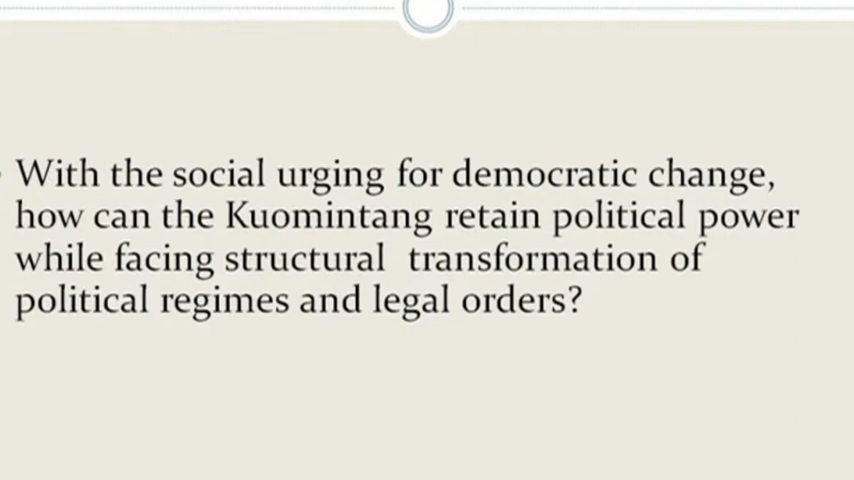 With the social urging for democratic change,
how can the Kuomintang retain political power
while facing structural transformation of
political regimes and legal orders?